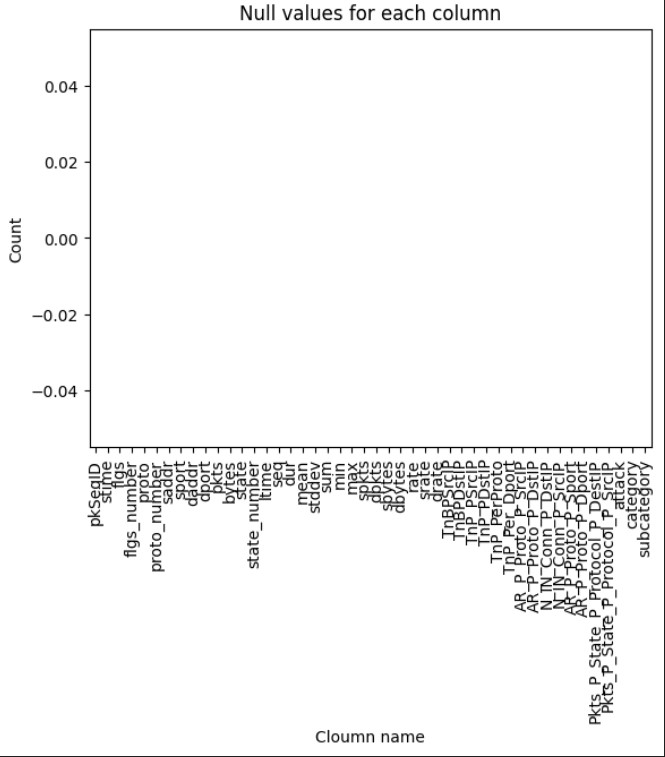 Null values for each column
Count
0.04
0.02
0.00
−0.02
−0.04
pkSeqID
stime
flgs
flgs_number
proto
proto_number
saddr
sport
daddr
dport
pkts
bytes
state
state_number
ltime
seq
dur
mean
stddev
sum
min
max
spkts
dpkts
sbytes
dbytes
rate
srate
drate
TnBPSrcIP
TnBPDstIP
TnP_PSrcIP
TnP_PDstIP
TnP_PerProto
TnP_Per_Dport
AR_P_Proto_P_SrcIP
AR_P_Proto_P_DstIP
N_IN_Conn_P_DstIP
N_IN_Conn_P_SrcIP
AR_P_Proto_P_Sport
AR_P_Proto_P_Dport
Pkts_P_State_P_Protocol_P_DestIP
Pkts_P_State_P_Protocol_P_SrcIP
attack
category
subcategory
Cloumn name